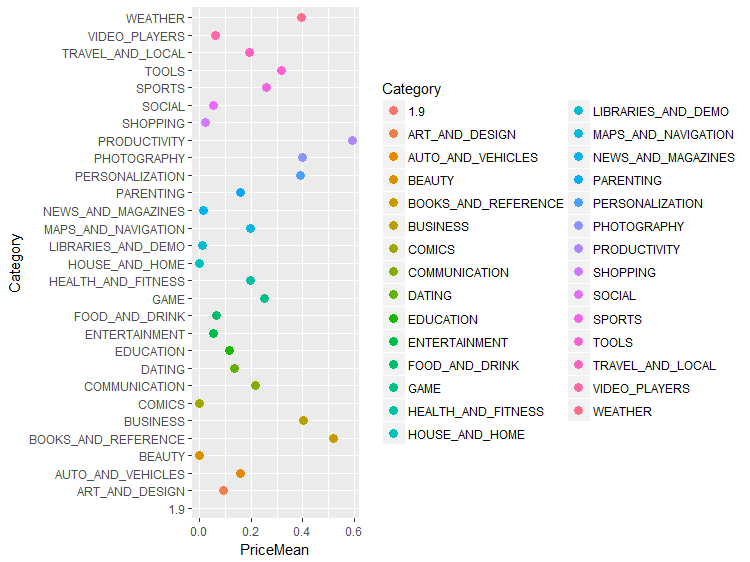 WEATHER
VIDEO_PLAYERS
TRAVEL_AND_LOCAL
TOOLS
SPORTS
SOCIAL
SHOPPING
PRODUCTIVITY
PHOTOGRAPHY
PERSONALIZATION
PARENTING
NEWS_AND_MAGAZINES
MAPS_AND_NAVIGATION
LIBRARIES_AND_DEMO
HOUSE_AND_HOME
HEALTH_AND_FITNESS
GAME
FOOD_AND_DRINK
ENTERTAINMENT
EDUCATION
DATING
COMMUNICATION
COMICS
BUSINESS
BOOKS_AND_REFERENCE
BEAUTY
AUTO_AND_VEHICLES
ART_AND_DESIGN
1.9
Category
0.0 0.2 0.4 0.6
PriceMean
Category
1.9
ART_AND_DESIGN
AUTO_AND_VEHICLES
BEAUTY
BOOKS_AND_REFERENCE
BUSINESS
COMICS
COMMUNICATION
DATING
EDUCATION
ENTERTAINMENT
FOOD_AND_DRINK
GAME
HEALTH_AND_FITNESS
HOUSE_AND_HOME
LIBRARIES_AND_DEMO
MAPS_AND_NAVIGATION
NEWS_AND_MAGAZINES
PARENTING
PERSONALIZATION
PHOTOGRAPHY
PRODUCTIVITY
SHOPPING
SOCIAL
SPORTS
TOOLS
TRAVEL_AND_LOCAL
VIDEO_PLAYERS
WEATHER